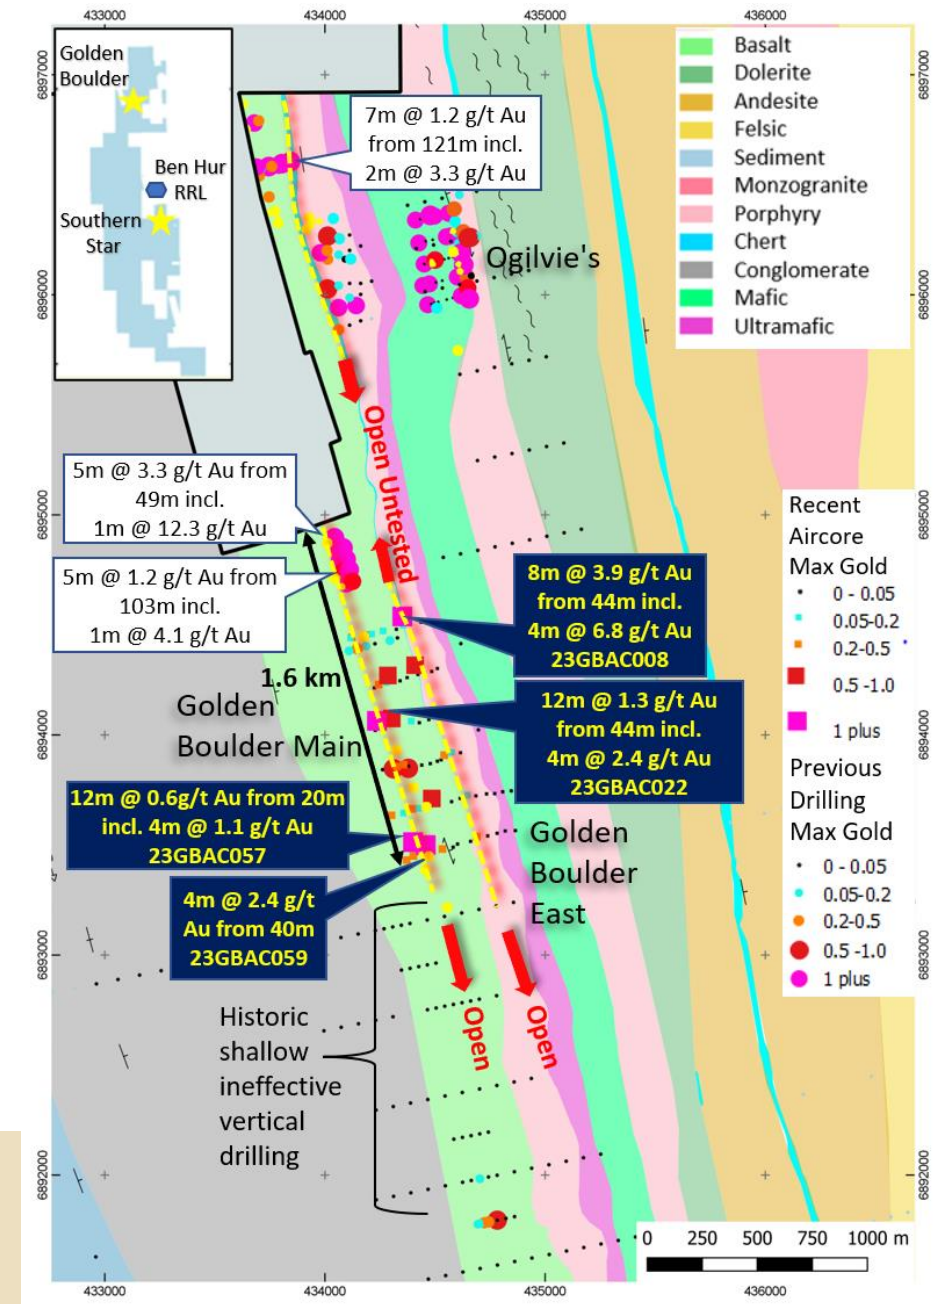 433000
434000
435000
436000
6897000
6897000
Golden
Boulder
Ben Hur
RRL
Southern
Star
7m @ 1.2 g/t Au
from 121m incl.
2m @ 3.3 g/t Au
Basalt
Dolerite
Andesite
Felsic
Sediment
Monzogranite
Porphyry
Chert
Conglomerate
Mafic
Ultramafic
Ogilvie's
6896000
6896000
Open Untested
5m @ 3.3 g/t Au from
49m incl.
1m @ 12.3 g/t Au
6895000
6895000
5m @ 1.2 g/t Au from
103m incl.
1m @ 4.1 g/t Au
8m @ 3.9 g/t Au
from 44m incl.
4m @ 6.8 g/t Au
23GBAC008
Recent
Aircore
Max Gold
0 - 0.05
0.05-0.2
0.2-0.5
0.5 -1.0
1 plus
1.6 km
Golden
Boulder Main
12m @ 1.3 g/t Au
from 44m incl.
4m @ 2.4 g/t Au
23GBAC022
6894000
6894000
Previous
Drilling
Max Gold
0 - 0.05
0.05-0.2
0.2-0.5
0.5 -1.0
1 plus
12m @ 0.6g/t Au from 20m
incl. 4m @ 1.1 g/t Au
23GBAC057
Golden
Boulder
East
4m @ 2.4 g/t
Au from 40m
23GBAC059
6893000
6893000
Open
Open
Historic
shallow
ineffective
vertical
drilling
6892000
6892000
0 250 500 750 1000 m
433000
434000
435000
436000